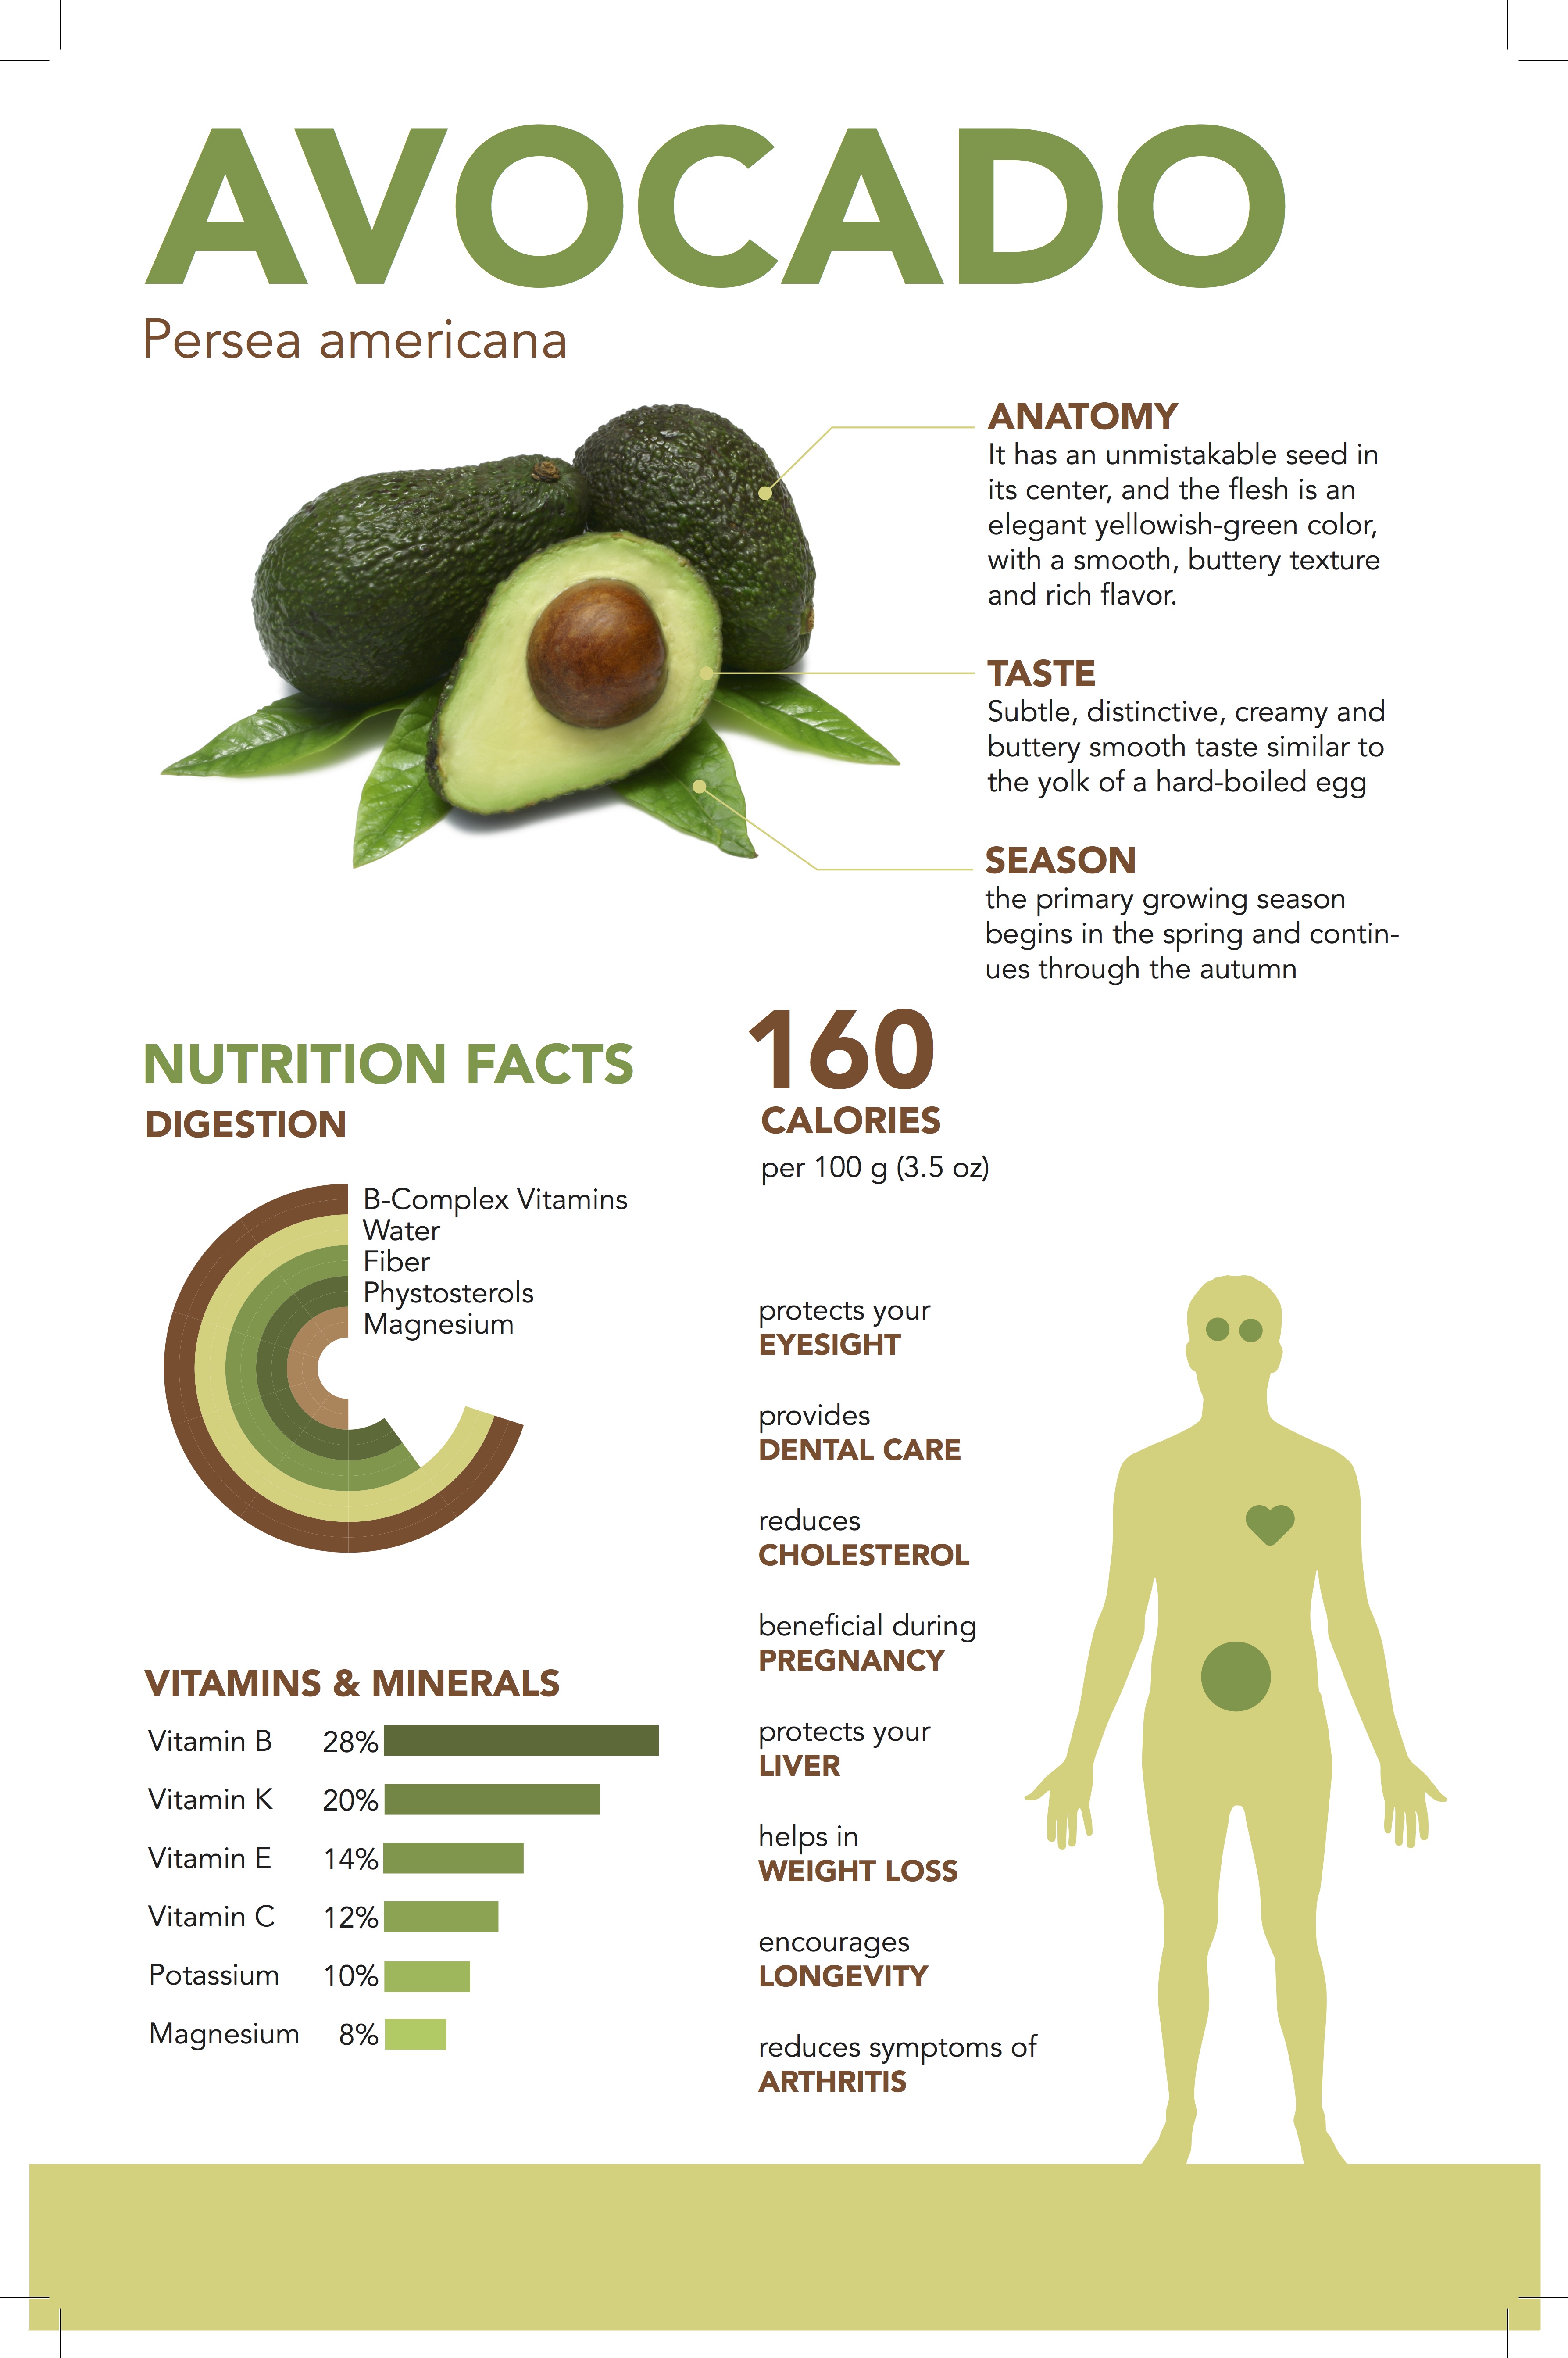 AVOCADO
Persea americana
ANATOMY
It has an unmistakable seed in
its center, and the flesh is an
elegant yellowish-green color,
with a smooth, buttery texture
and rich flavor.
TASTE
Subtle, distinctive, creamy and
buttery smooth taste similar to
the yolk of a hard-boiled egg
SEASON
the primary growing season
begins in the spring and contin-
ues through the autumn
NUTRITION FACTS
DIGESTION
B-Complex Vitamins
Water
Fiber
Phystosterols
Magnesium
VITAMINS & MINERALS
Vitamin B 28%
Vitamin K 20%
Vitamin E 14%
Vitamin C 12%
Potassium 10%
Magnesium 8%
160
CALORIES
per 100 g (3.5 oz)
protects your
EYESIGHT
provides
DENTAL CARE
reduces
CHOLESTEROL
beneficial during
PREGNANCY
protects your
LIVER
helps in
WEIGHT LOSS
encourages
LONGEVITY
reduces symptoms of
ARTHRITIS